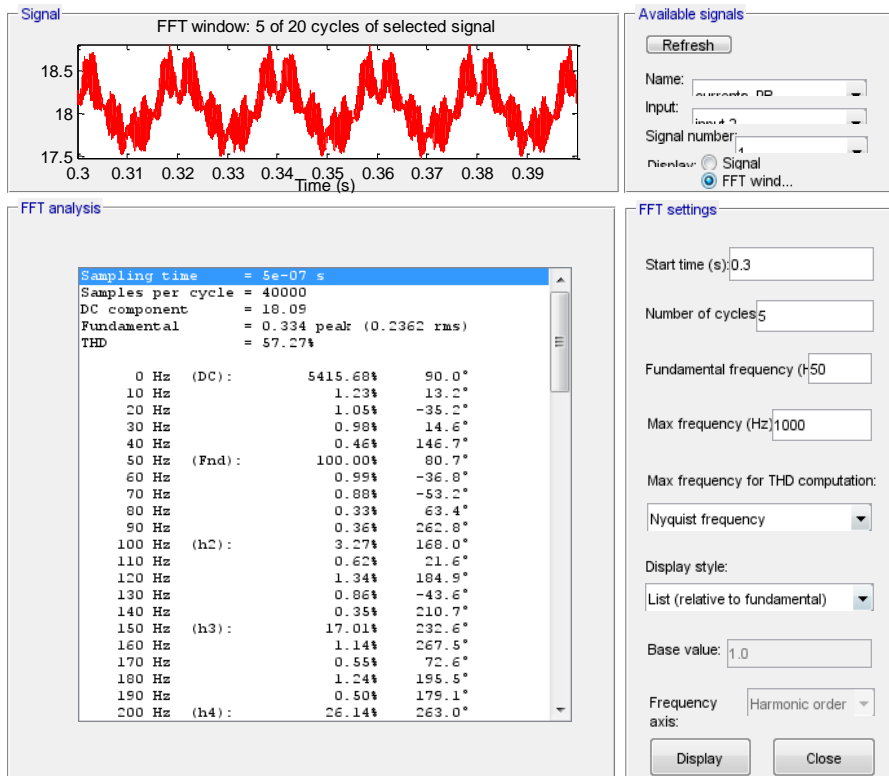 Signal
FFT window: 5 of 20 cycles of selected signal
18.5
18
17.5
0.3 0.31 0.32 0.33 0.34 0.35 0.36 0.37 0.38 0.39
Time (s)
Available signals
Refresh
Name:
Input:
Signal number:
Display:
Signal
FFT wind...
FFT analysis
Sampling time = 5e-07 s
Samples per cycle = 40000
DC component = 18.09
Fundamental = 0.334 peak (0.2362 rms)
THD = 57.27%
0 Hz (DC): 5415.68% 90.0°
10 Hz 1.23% 13.2°
20 Hz 1.05% -35.2°
30 Hz 0.98% 14.6°
40 Hz 0.46% 146.7°
50 Hz (Fnd): 100.00% 80.7°
60 Hz 0.99% -36.8°
70 Hz 0.88% -53.2°
80 Hz 0.33% 63.4°
90 Hz 0.36% 262.8°
100 Hz (h2): 3.27% 168.0°
110 Hz 0.62% 21.6°
120 Hz 1.34% 184.9°
130 Hz 0.86% -43.6°
140 Hz 0.35% 210.7°
150 Hz (h3): 17.01% 232.6°
160 Hz 1.14% 267.5°
170 Hz 0.55% 72.6°
180 Hz 1.24% 195.5°
190 Hz 0.50% 179.1°
200 Hz (h4): 26.14% 263.0°
FFT settings
Start time (s): 0.3
Number of cycles 5
Fundamental frequency (H 50
Max frequency (Hz) 1000
Max frequency for THD computation:
Nyquist frequency
Display style:
List (relative to fundamental)
Base value: 1.0
Frequency axis:
Harmonic order
Display
Close